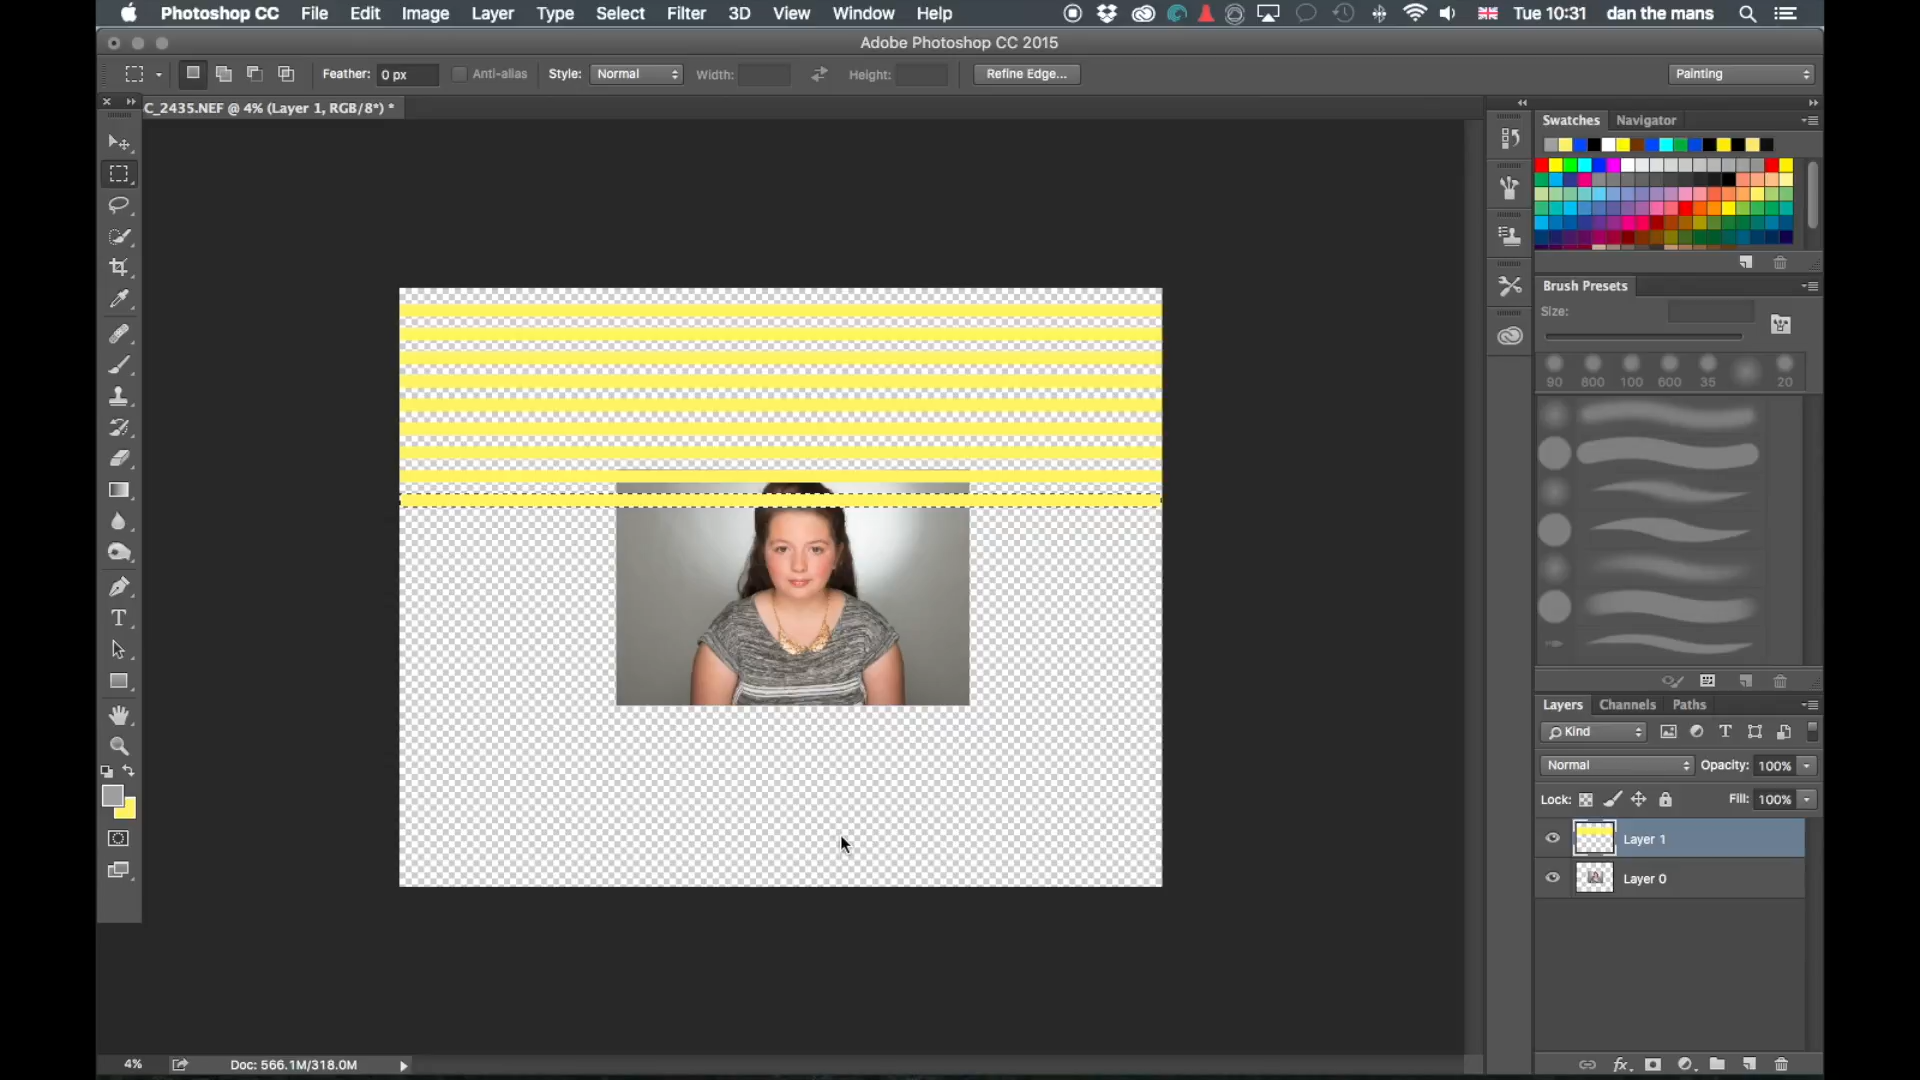 Photoshop CC File Edit Image Layer Type Select Filter 3D View Window Help Tue 10:31 dan the mans
Adobe Photoshop CC 2015
Feather: 0 px Anti-alias Style: Normal Width: Height: Refine Edge... Painting
C_2435.NEF @ 4% (Layer 1, RGB/8*) *
Swatches Navigator
Brush Presets
Size:
90 800 100 600 35 20
Layers Channels Paths
Kind
Normal Opacity: 100%
Lock: Fill: 100%
Layer 1
Layer 0
4% Doc: 566.1M/318.0M